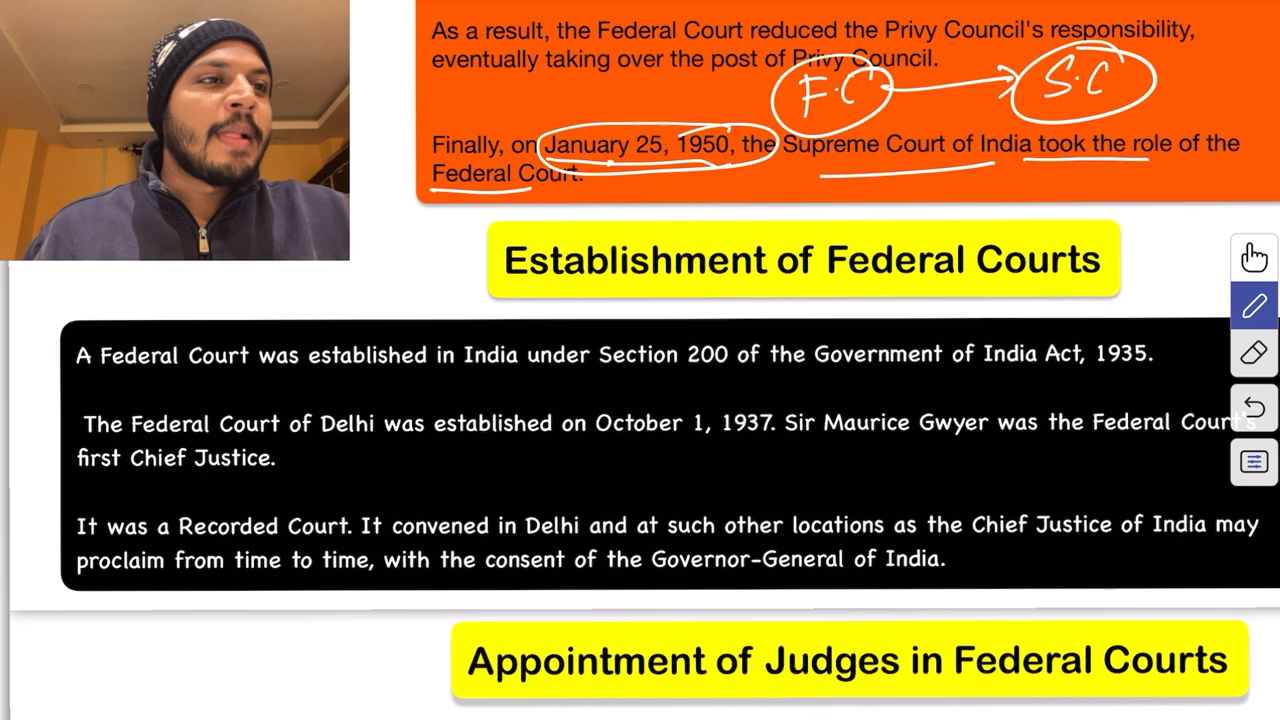 As a result, the Federal Court reduced the Privy Council's responsibility,
eventually taking over the post of Privy Council.
F.C S.C
Finally, on January 25, 1950, the Supreme Court of India took the role of the
Federal Court.
Establishment of Federal Courts
A Federal Court was established in India under Section 200 of the Government of India Act, 1935.
The Federal Court of Delhi was established on October 1, 1937. Sir Maurice Gwyer was the Federal Court's
first Chief Justice.
It was a Recorded Court. It convened in Delhi and at such other locations as the Chief Justice of India may
proclaim from time to time, with the consent of the Governor-General of India.
Appointment of Judges in Federal Courts